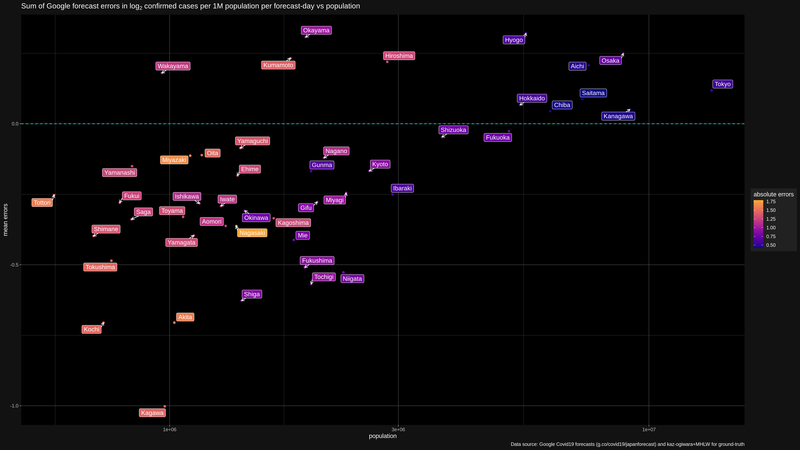 Sum of Google forecast errors in log2 confirmed cases per 1M population per forecast-day vs population
Okayama
Hyogo
Hiroshima
Osaka
Wakayama
Kumamoto
Aichi
Tokyo
Saitama
Hokkaido
Chiba
Kanagawa
0.0
Shizuoka
Fukuoka
Yamaguchi
Miyazaki
Oita
Nagano
Gunma
Kyoto
Yamanashi
Ehime
Ibaraki
Tottori
Fukui
Ishikawa
Iwate
Miyagi
Saga
Toyama
Gifu
Okinawa
Aomori
Kagoshima
Shimane
Nagasaki
Mie
Yamagata
-0.5
Tokushima
Fukushima
Tochigi
Niigata
Shiga
Akita
Kochi
-1.0
Kagawa
mean errors
absolute errors
1.75
1.50
1.25
1.00
0.75
0.50
1e+06
3e+06
1e+07
population
Data source: Google Covid19 forecasts (g.co/covid19/japanforecast) and kaz-ogiwara+MHLW for ground-truth